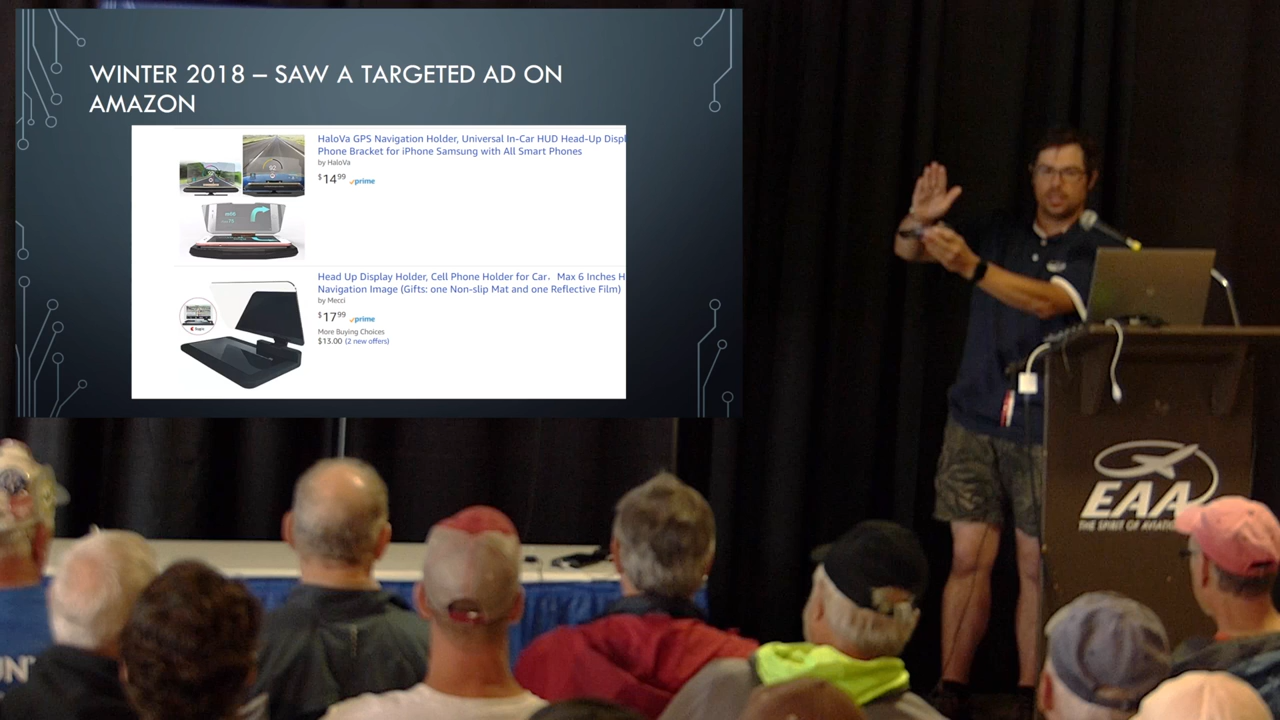 WINTER 2018 – SAW A TARGETED AD ON
AMAZON
HaloVa GPS Navigation Holder, Universal In-Car HUD Head-Up Displ
Phone Bracket for iPhone Samsung with All Smart Phones
by HaloVa
$14.99 prime
Head Up Display Holder, Cell Phone Holder for Car，Max 6 Inches H
Navigation Image (Gifts: one Non-slip Mat and one Reflective Film)
by Mecci
$17.99 prime
More Buying Choices
$13.00 (2 new offers)
EAA
THE SPIRIT OF AVIATI